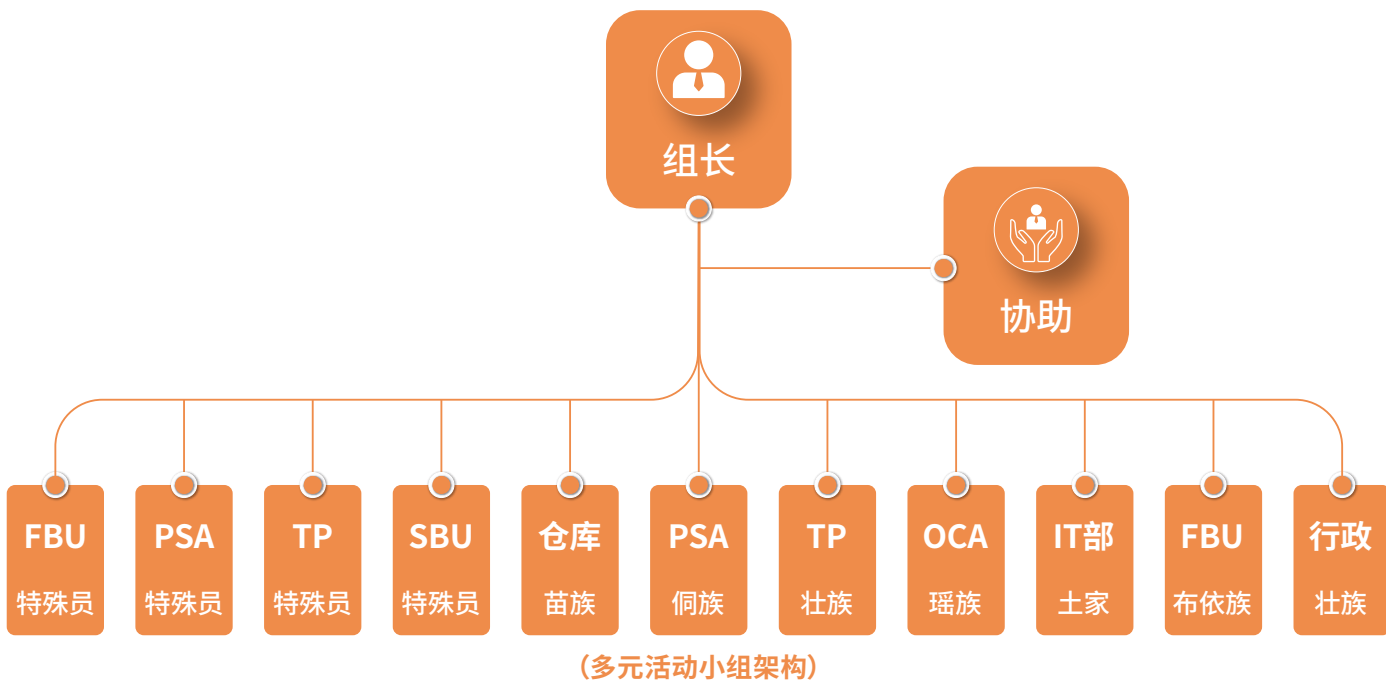 组长
协助
FBU
特殊员
PSA
特殊员
TP
特殊员
SBU
特殊员
仓库
苗族
PSA
侗族
TP
壮族
OCA
瑶族
IT部
土家
FBU
布依族
行政
壮族
(多元活动小组架构)